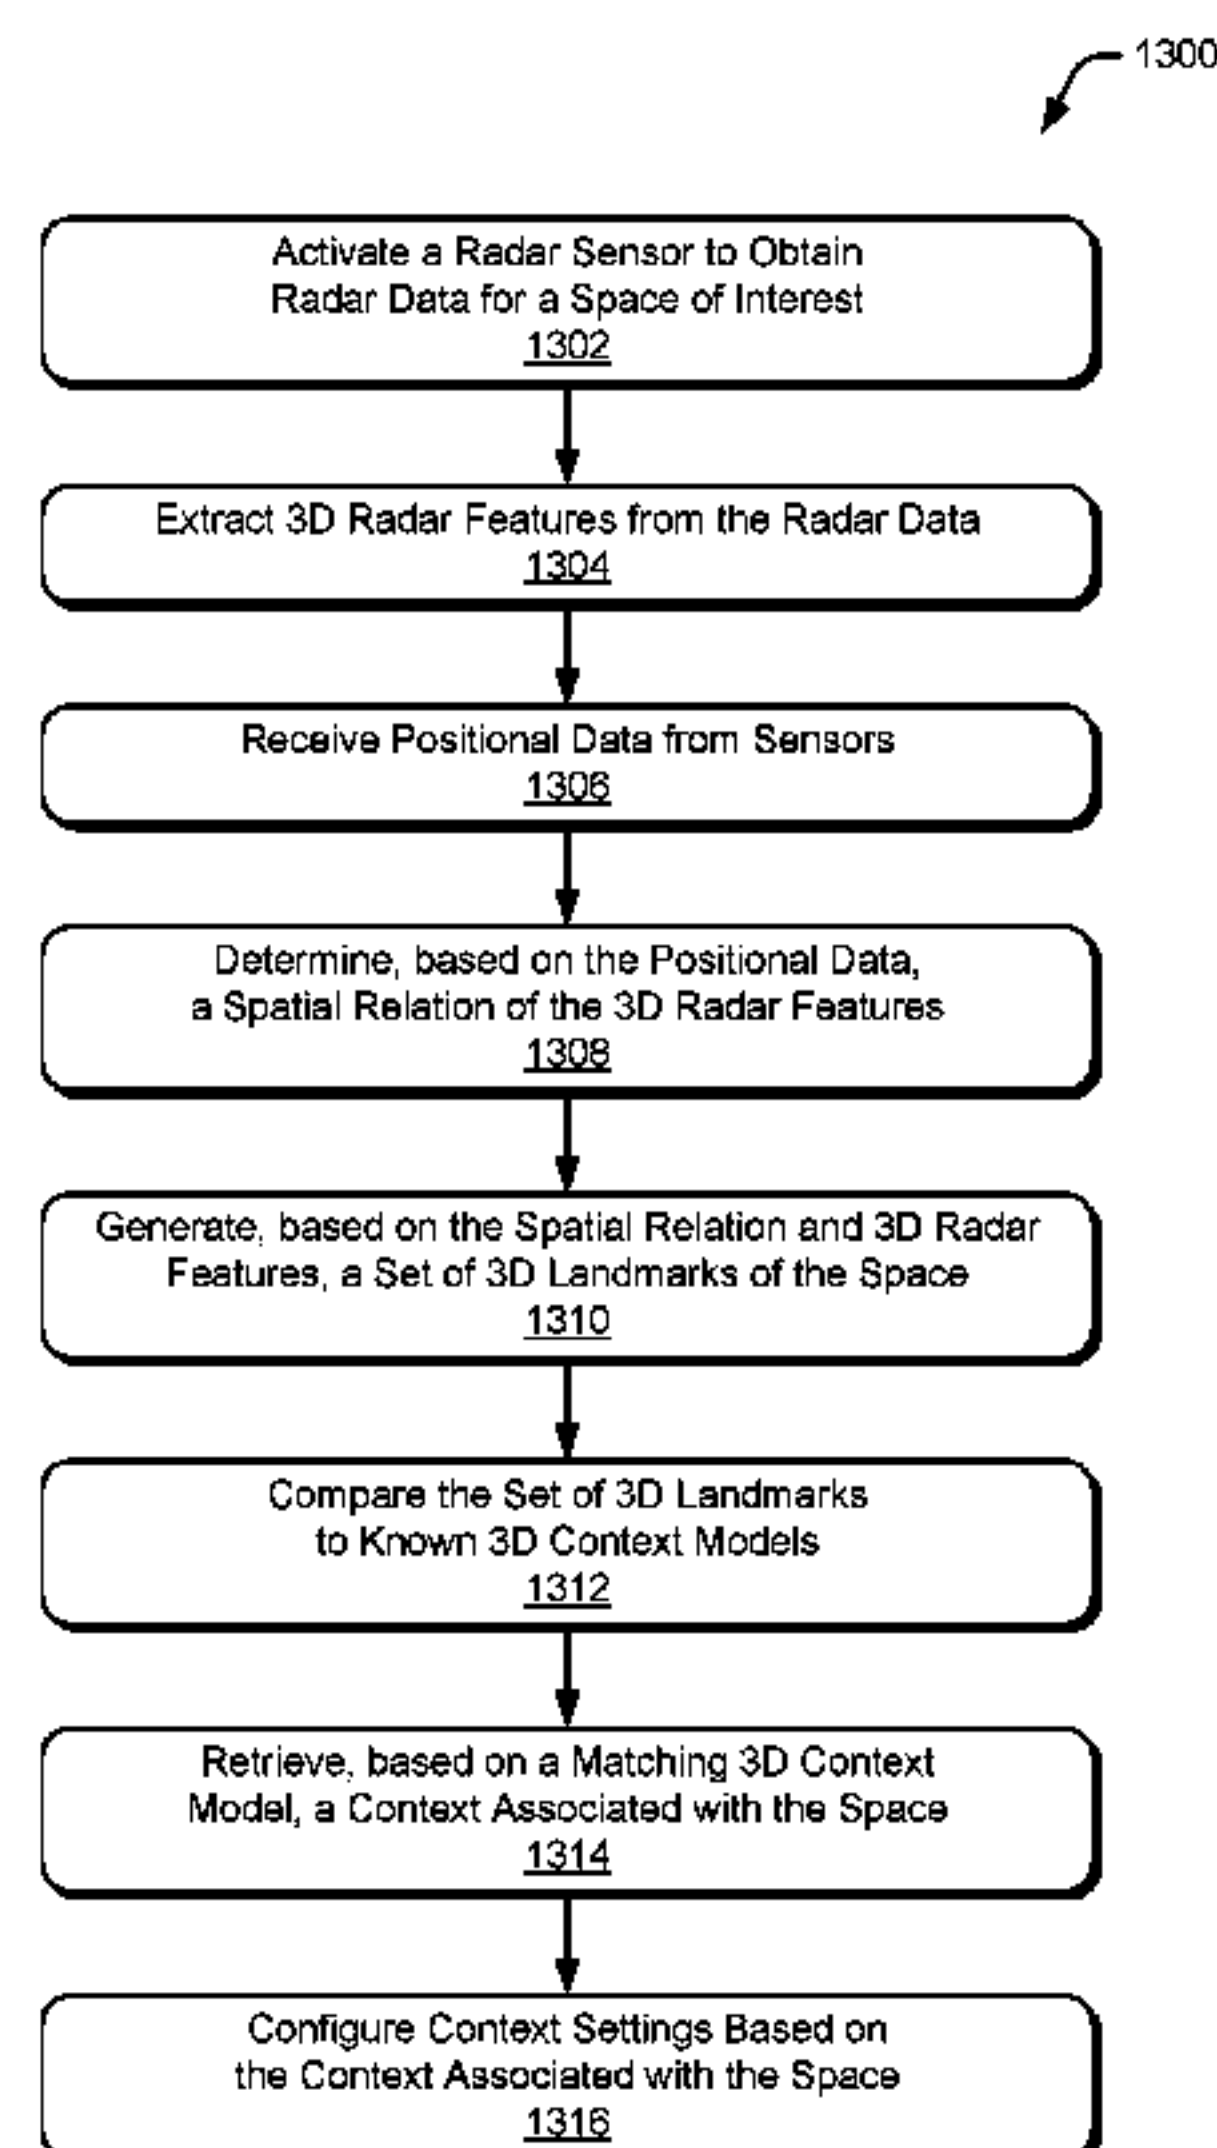 1300
Activate a Radar Sensor to Obtain
Radar Data for a Space of Interest
1302
Extract 3D Radar Features from the Radar Data
1304
Receive Positional Data from Sensors
1306
Determine, based on the Positional Data,
a Spatial Relation of the 3D Radar Features
1308
Generate, based on the Spatial Relation and 3D Radar
Features, a Set of 3D Landmarks of the Space
1310
Compare the Set of 3D Landmarks
to Known 3D Context Models
1312
Retrieve, based on a Matching 3D Context
Model, a Context Associated with the Space
1314
Configure Context Settings Based on
the Context Associated with the Space
1316